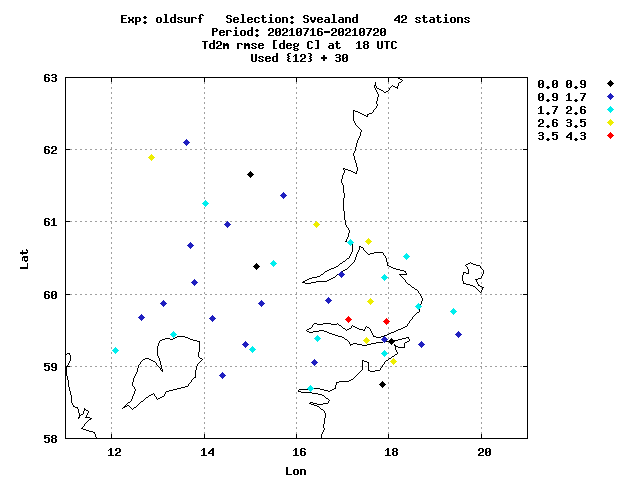 Exp: oldsurf Selection: Svealand 42 stations
Period: 20210716-20210720
Td2m rmse [deg C] at 18 UTC
Used {12} + 30
63
62
61
60
59
58
Lat
12 14 16 18 20
Lon
0.0 0.9
0.9 1.7
1.7 2.6
2.6 3.5
3.5 4.3